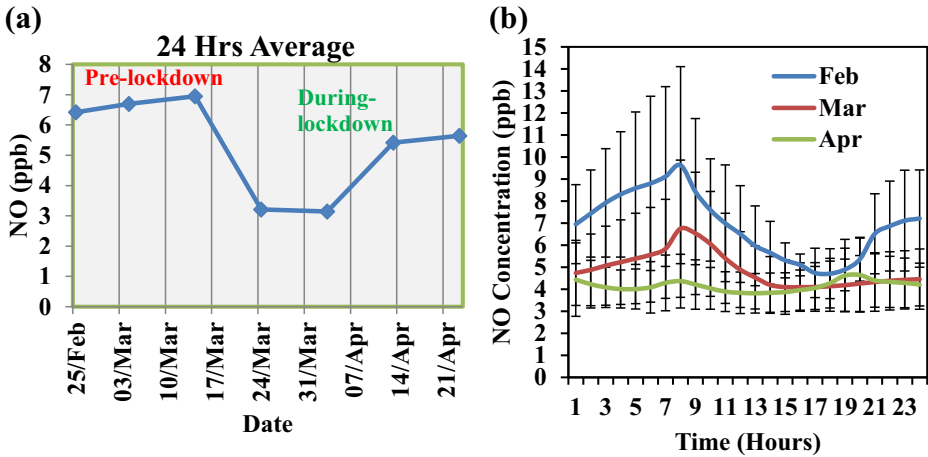 (a)
24 Hrs Average
NO (ppb)
8
7
6
5
4
3
2
1
0
Pre-lockdown
During-
lockdown
25/Feb
03/Mar
10/Mar
17/Mar
24/Mar
31/Mar
07/Apr
14/Apr
21/Apr
Date
(b)
NO Concentration (ppb)
15
14
13
12
11
10
9
8
7
6
5
4
3
2
1
0
Feb
Mar
Apr
1 3 5 7 9 11 13 15 17 19 21 23
Time (Hours)